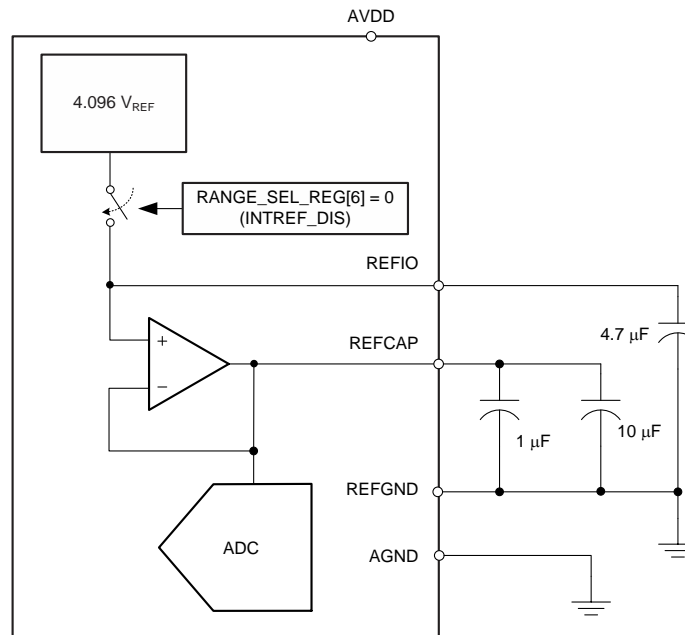 AVDD
4.096 VREF
RANGE_SEL_REG[6] = 0
(INTREF_DIS)
REFIO
4.7 μF
+
REFCAP
−
1 μF
10 μF
REFGND
ADC
AGND